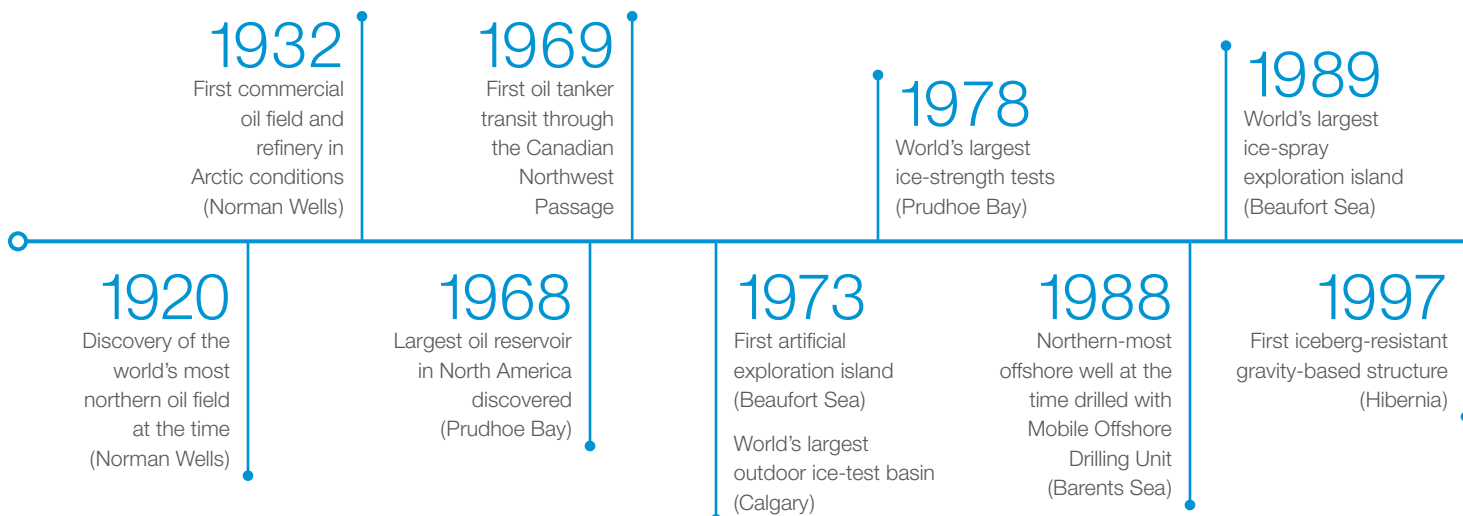 1932
First commercial
oil field and
refinery in
Arctic conditions
(Norman Wells)
1969
First oil tanker
transit through
the Canadian
Northwest
Passage
1978
World's largest
ice-strength tests
(Prudhoe Bay)
1989
World's largest
ice-spray
exploration island
(Beaufort Sea)
1920
Discovery of the
world's most
northern oil field
at the time
(Norman Wells)
1968
Largest oil reservoir
in North America
discovered
(Prudhoe Bay)
1973
First artificial
exploration island
(Beaufort Sea)
World's largest
outdoor ice-test basin
(Calgary)
1988
Northern-most
offshore well at the
time drilled with
Mobile Offshore
Drilling Unit
(Barents Sea)
1997
First iceberg-resistant
gravity-based structure
(Hibernia)